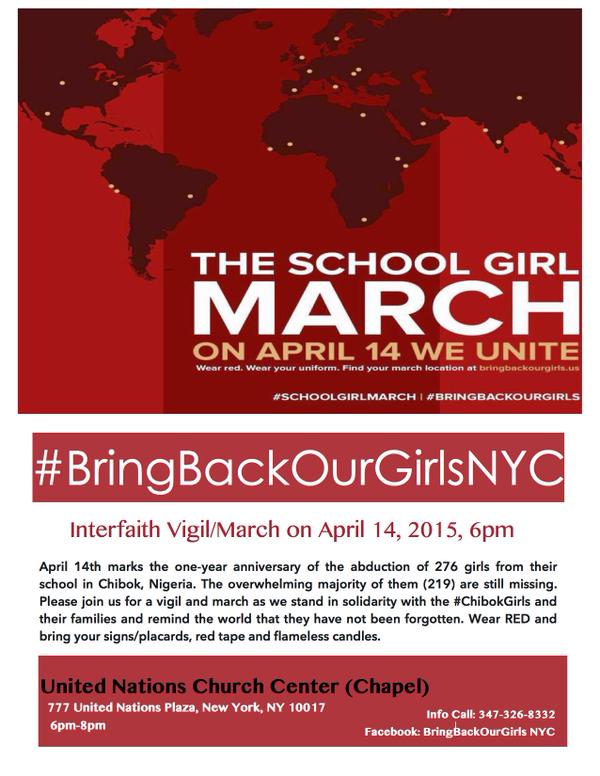 THE SCHOOL GIRL
MARCH
ON APRIL 14 WE UNITE
Wear red. Wear your uniform. Find your march location at bringbackourgirls.us
#SCHOOLGIRLMARCH | #BRINGBACKOURGIRLS
#BringBackOurGirlsNYC
Interfaith Vigil/March on April 14, 2015, 6pm
April 14th marks the one-year anniversary of the abduction of 276 girls from their
school in Chibok, Nigeria. The overwhelming majority of them (219) are still missing.
Please join us for a vigil and march as we stand in solidarity with the #ChibokGirls and
their families and remind the world that they have not been forgotten. Wear RED and
bring your signs/placards, red tape and flameless candles.
United Nations Church Center (Chapel)
777 United Nations Plaza, New York, NY 10017
6pm-8pm
Info Call: 347-326-8332
Facebook: BringBackOurGirls NYC